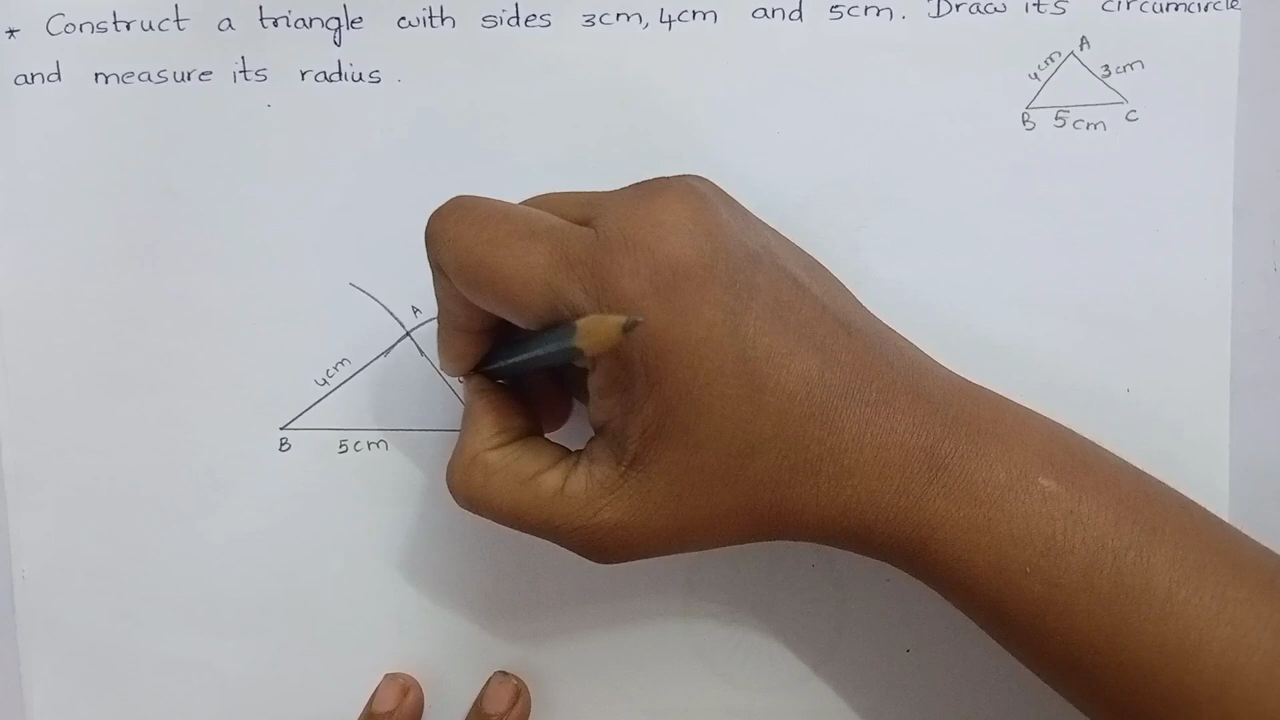 * Construct a triangle with sides 3cm, 4cm and 5cm. Draw its circumcircle
and measure its radius.
A
4cm
3cm
B
5cm
C
A
4cm
B
5cm